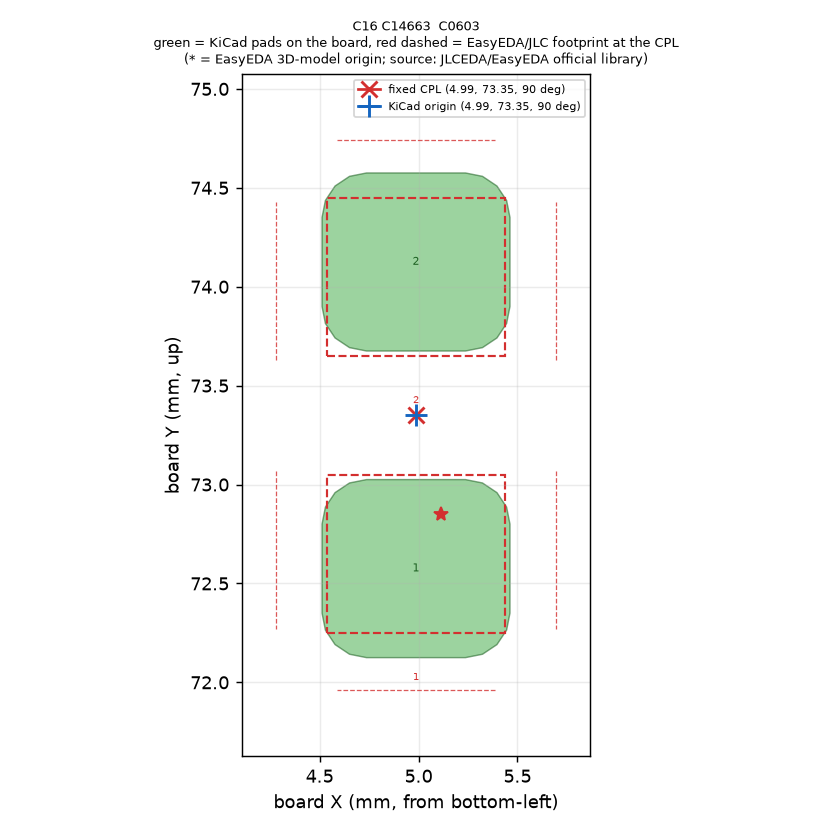 C16 C14663  C0603
green = KiCad pads on the board, red dashed = EasyEDA/JLC footprint at the CPL
(* = EasyEDA 3D-model origin; source: JLCEDA/EasyEDA official library)
fixed CPL (4.99, 73.35, 90 deg)
KiCad origin (4.99, 73.35, 90 deg)
75.0
74.5
74.0
73.5
73.0
72.5
72.0
board Y (mm, up)
2
2
1
1
4.5 5.0 5.5
board X (mm, from bottom-left)